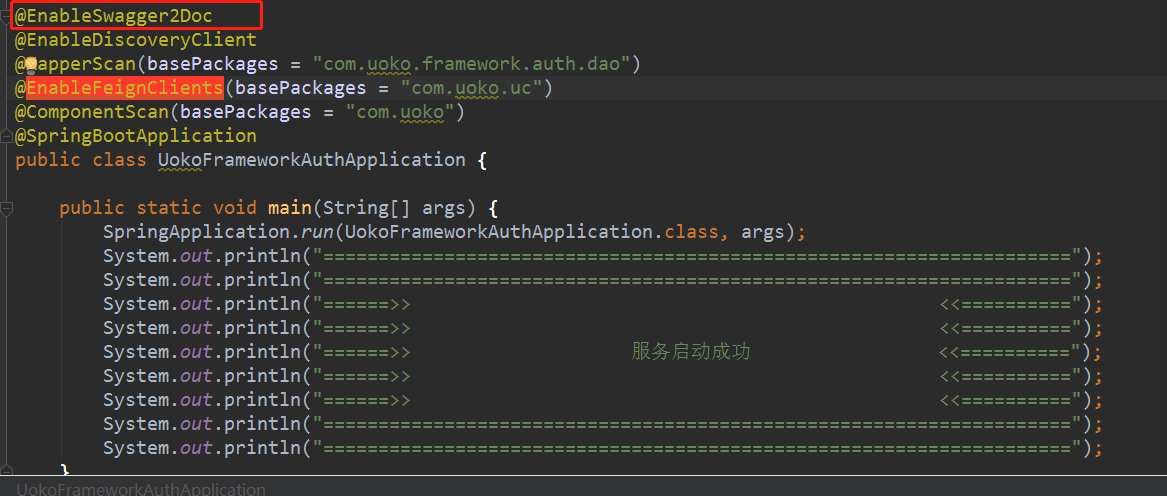 @EnableSwagger2Doc
@EnableDiscoveryClient
@MapperScan(basePackages = "com.uoko.framework.auth.dao")
@EnableFeignClients(basePackages = "com.uoko.uc")
@ComponentScan(basePackages = "com.uoko")
@SpringBootApplication
public class UokoFrameworkAuthApplication {
public static void main(String[] args) {
SpringApplication.run(UokoFrameworkAuthApplication.class, args);
System.out.println("====================================================================");
System.out.println("====================================================================");
System.out.println("======>>                                                <<==========");
System.out.println("======>>                                                <<==========");
System.out.println("======>>                    服务启动成功                 <<==========");
System.out.println("======>>                                                <<==========");
System.out.println("======>>                                                <<==========");
System.out.println("====================================================================");
System.out.println("====================================================================");
}
UokoFrameworkAuthApplication